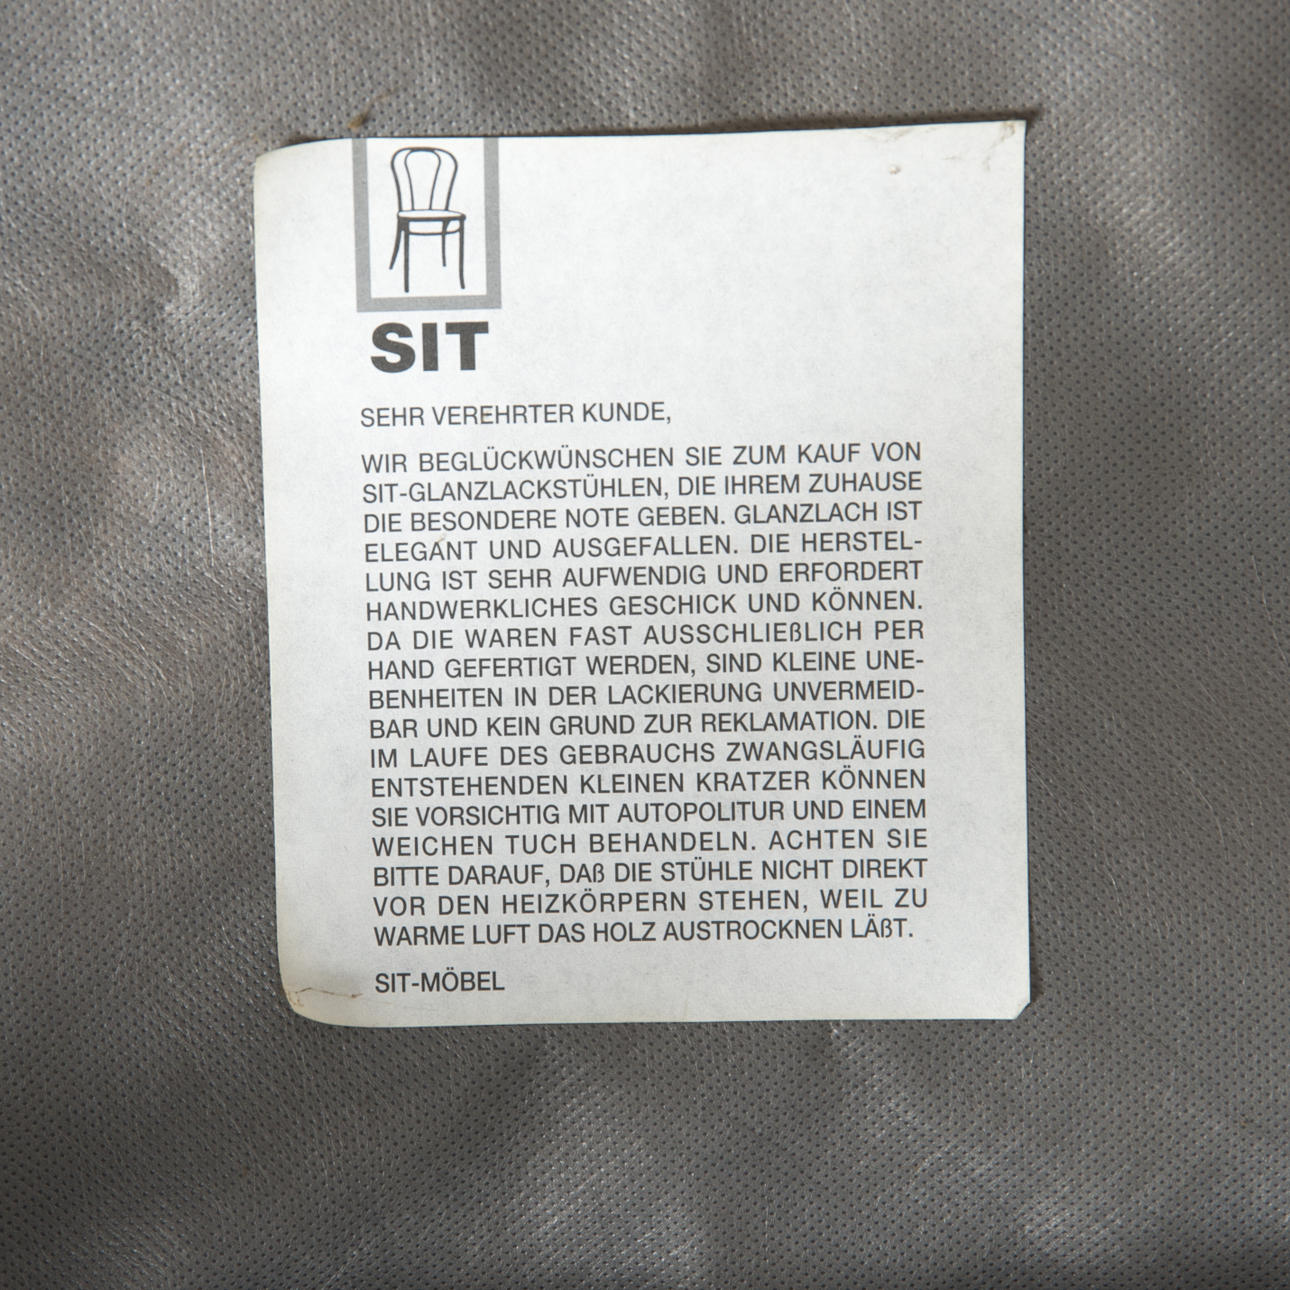 SIT
SEHR VEREHRTER KUNDE,
WIR BEGLÜCKWÜNSCHEN SIE ZUM KAUF VON
SIT-GLANZLACKSTÜHLEN, DIE IHREM ZUHAUSE
DIE BESONDERE NOTE GEBEN. GLANZLACH IST
ELEGANT UND AUSGEFALLEN. DIE HERSTEL-
LUNG IST SEHR AUFWENDIG UND ERFORDERT
HANDWERKLICHES GESCHICK UND KÖNNEN.
DA DIE WAREN FAST AUSSCHLIEßLICH PER
HAND GEFERTIGT WERDEN, SIND KLEINE UNE-
BENHEITEN IN DER LACKIERUNG UNVERMEID-
BAR UND KEIN GRUND ZUR REKLAMATION. DIE
IM LAUFE DES GEBRAUCHS ZWANGSLÄUFIG
ENTSTEHENDEN KLEINEN KRATZER KÖNNEN
SIE VORSICHTIG MIT AUTOPOLITUR UND EINEM
WEICHEN TUCH BEHANDELN. ACHTEN SIE
BITTE DARAUF, DAß DIE STÜHLE NICHT DIREKT
VOR DEN HEIZKÖRPERN STEHEN, WEIL ZU
WARME LUFT DAS HOLZ AUSTROCKNEN LÄßT.
SIT-MÖBEL